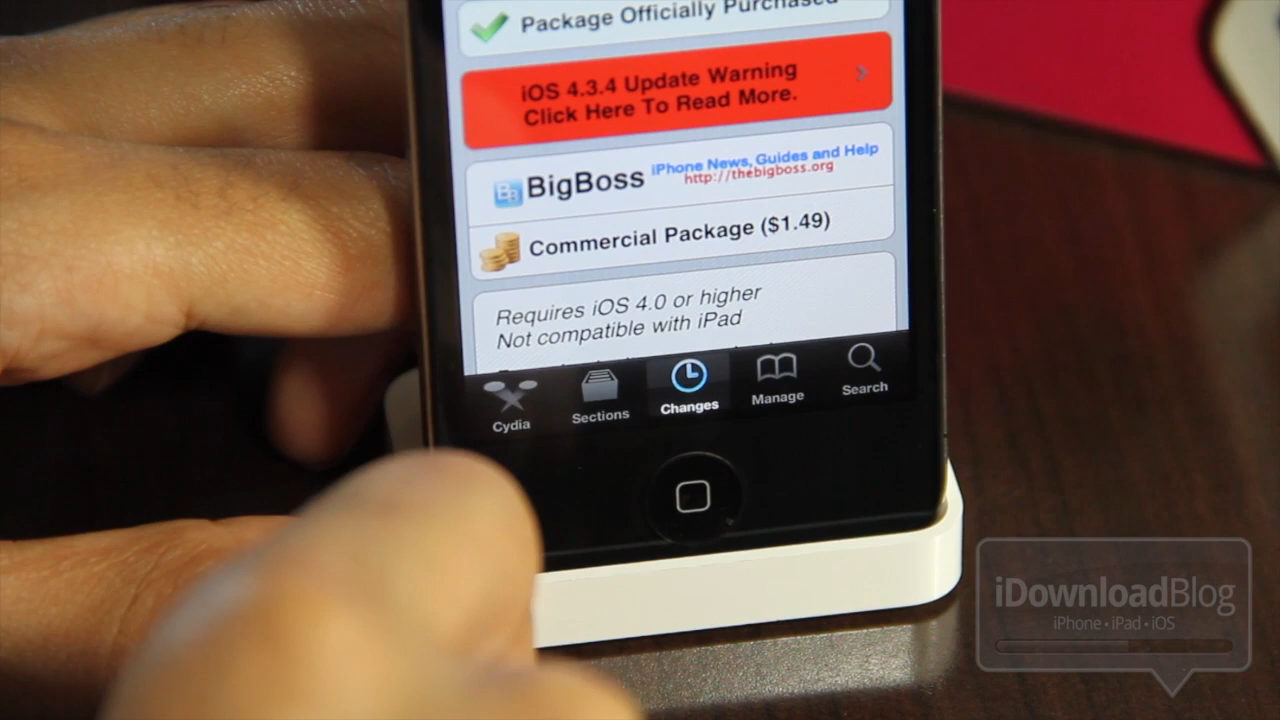 Package Officially Purchased
iOS 4.3.4 Update Warning
Click Here To Read More.
BigBoss
iPhone News, Guides and Help
http://thebigboss.org
Commercial Package ($1.49)
Requires iOS 4.0 or higher
Not compatible with iPad
Cydia
Sections
Changes
Manage
Search
iDownloadBlog
iPhone • iPad • iOS